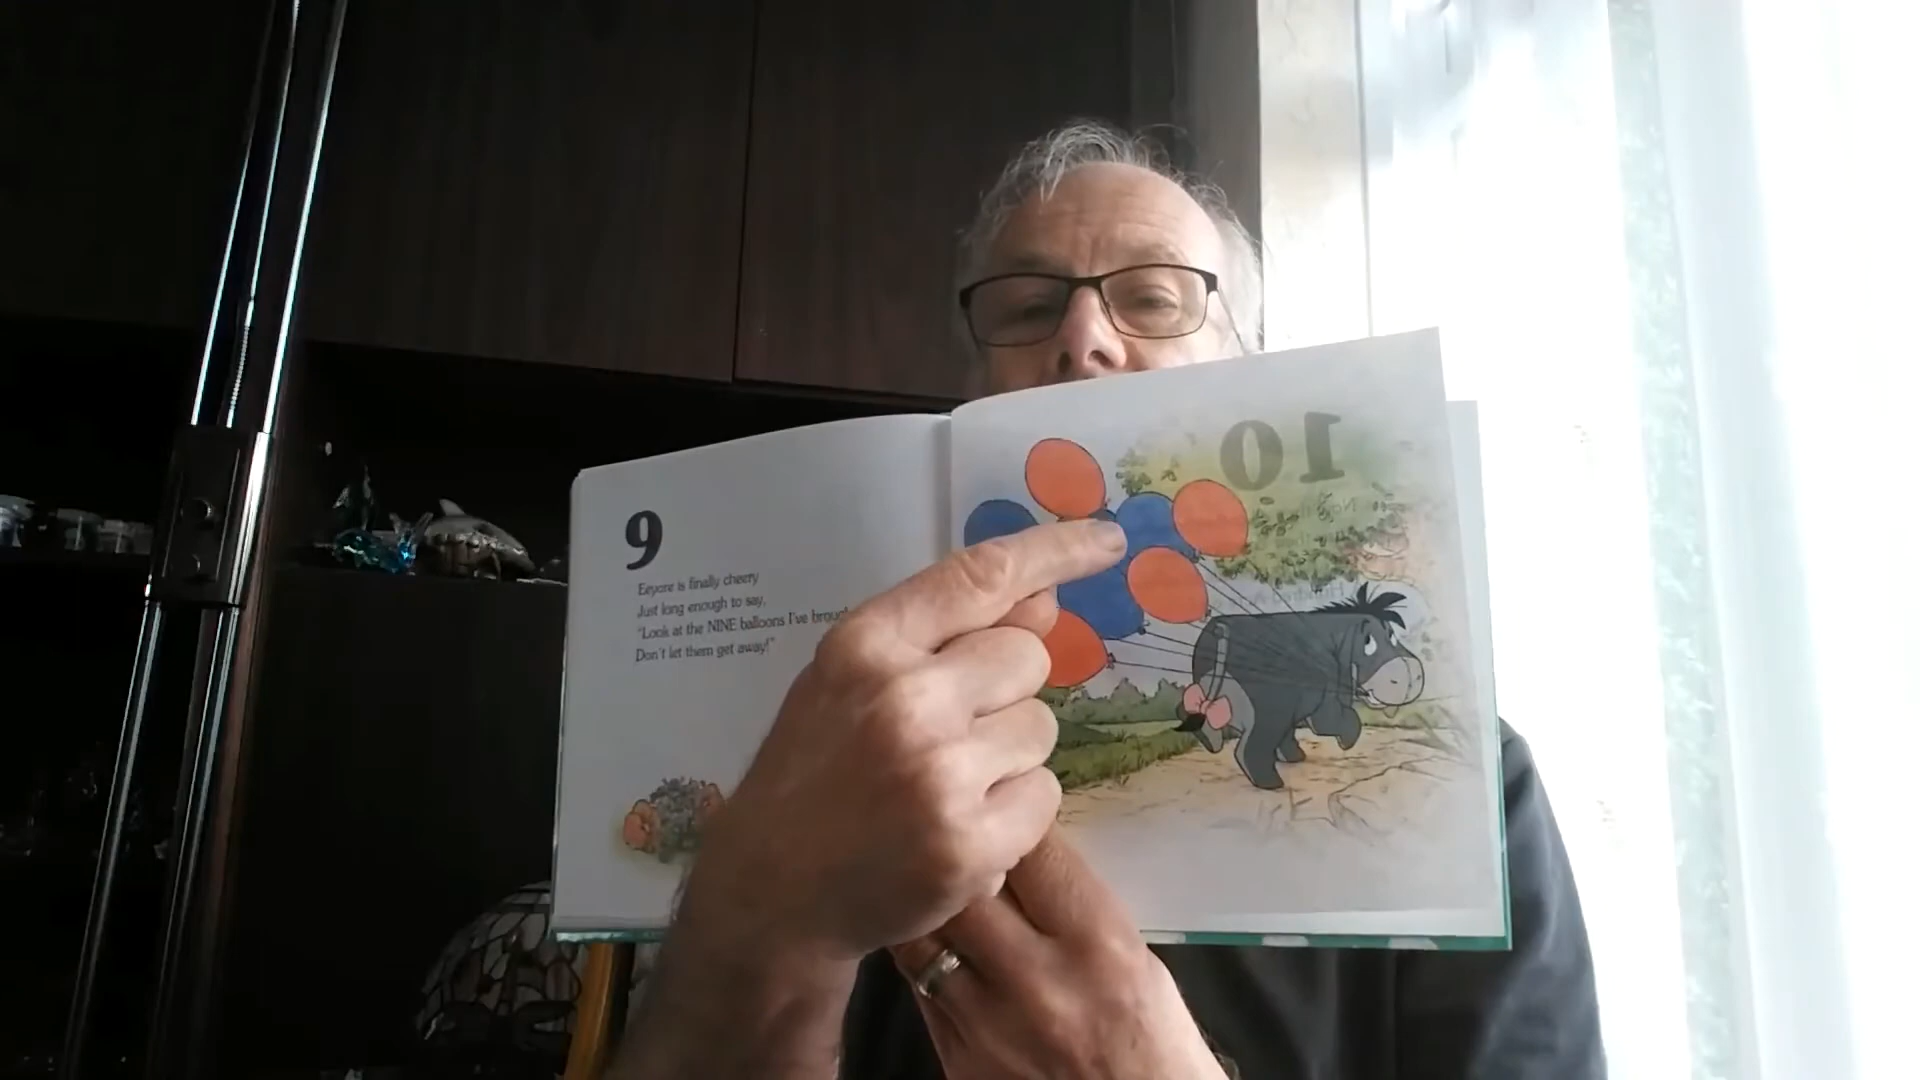 9
Eeyore is finally cheery
Just long enough to say,
"Look at the NINE balloons I've brought
Don't let them get away!"
10